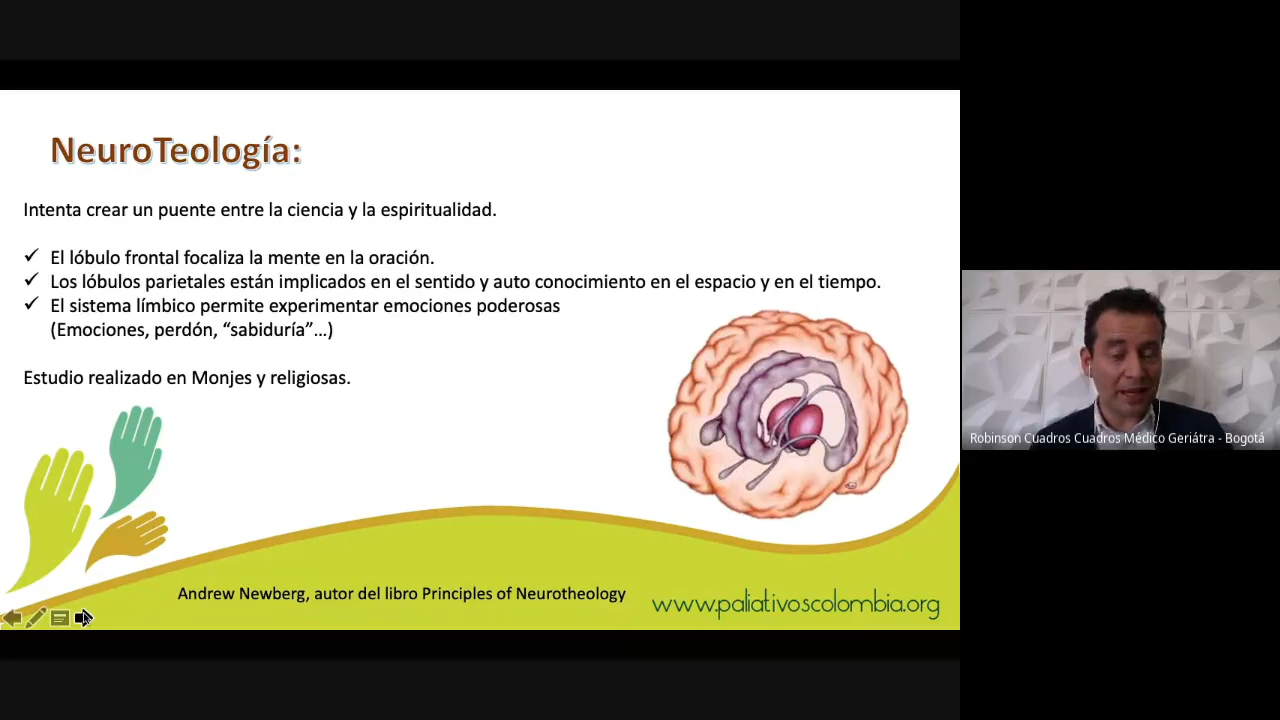 NeuroTeología:
Intenta crear un puente entre la ciencia y la espiritualidad.
✓ El lóbulo frontal focaliza la mente en la oración.
✓ Los lóbulos parietales están implicados en el sentido y auto conocimiento en el espacio y en el tiempo.
✓ El sistema límbico permite experimentar emociones poderosas
(Emociones, perdón, “sabiduría”...)
Estudio realizado en Monjes y religiosas.
Andrew Newberg, autor del libro Principles of Neurotheology
www.paliativoscolombia.org
Robinson Cuadros Cuadros Médico Geriátra - Bogotá